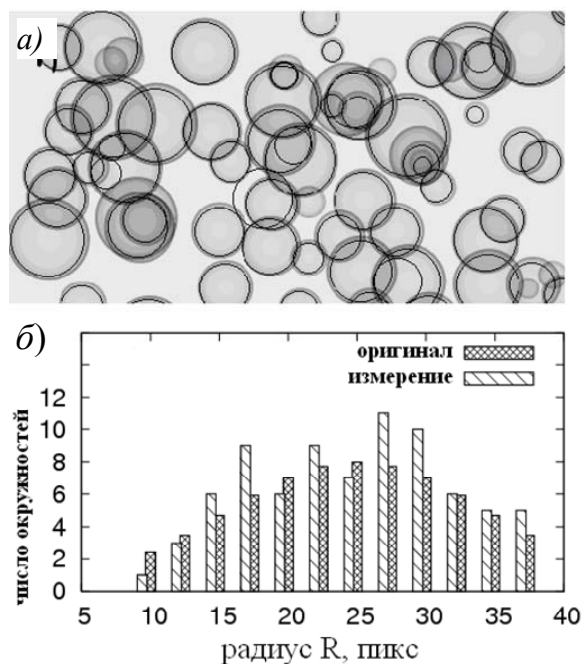 а)
б)
оригинал
измерение
число окружностей
12
10
8
6
4
2
0
5 10 15 20 25 30 35 40
радиус R, пикс